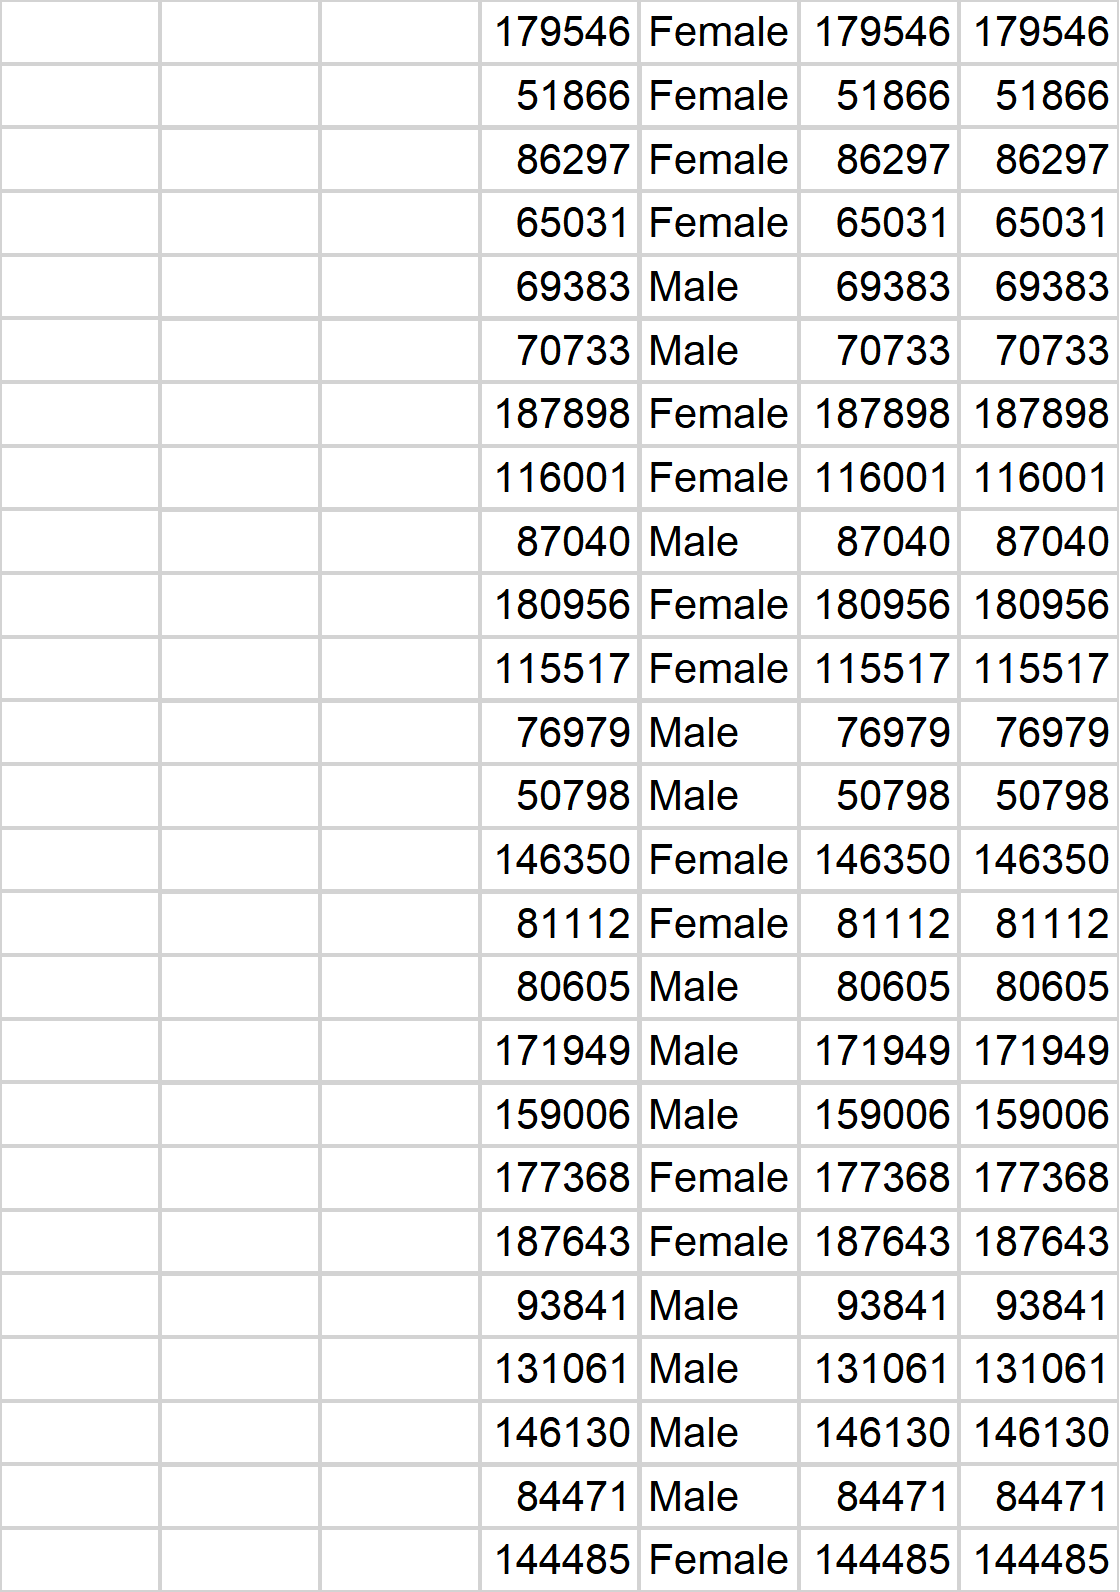 179546 Female 179546 179546
51866 Female 51866 51866
86297 Female 86297 86297
65031 Female 65031 65031
69383 Male 69383 69383
70733 Male 70733 70733
187898 Female 187898 187898
116001 Female 116001 116001
87040 Male 87040 87040
180956 Female 180956 180956
115517 Female 115517 115517
76979 Male 76979 76979
50798 Male 50798 50798
146350 Female 146350 146350
81112 Female 81112 81112
80605 Male 80605 80605
171949 Male 171949 171949
159006 Male 159006 159006
177368 Female 177368 177368
187643 Female 187643 187643
93841 Male 93841 93841
131061 Male 131061 131061
146130 Male 146130 146130
84471 Male 84471 84471
144485 Female 144485 144485